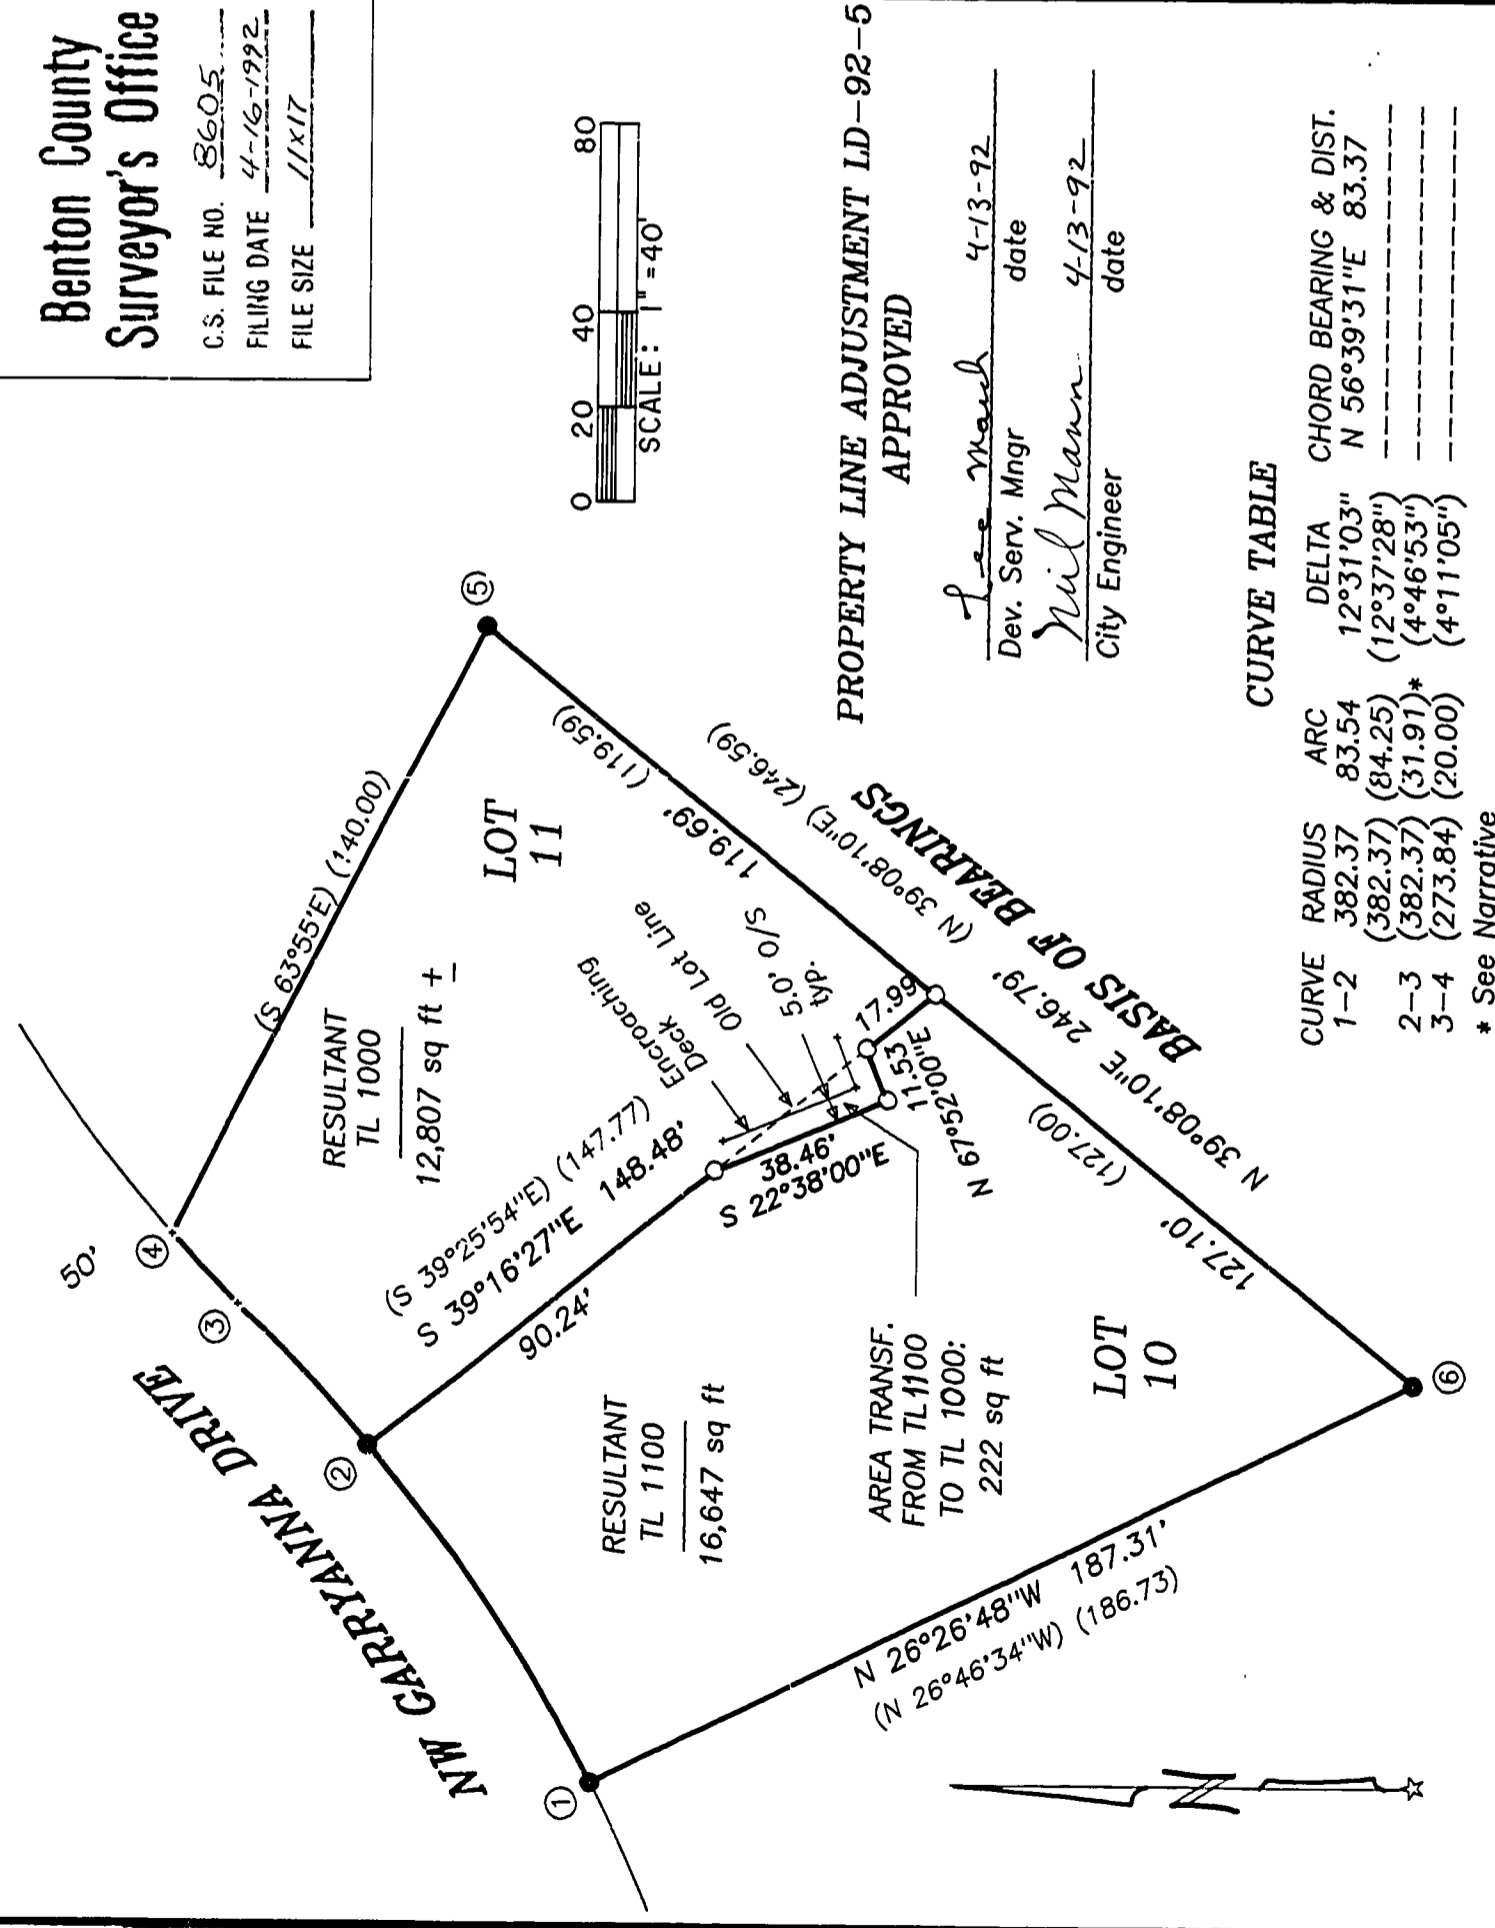 Benton County
Surveyor's Office
C.S. FILE NO. 8605
FILING DATE 4-16-1992
FILE SIZE 11x17
0 20 40 80
SCALE: 1" = 40'
PROPERTY LINE ADJUSTMENT LD-92-5
APPROVED
4-13-92
Dev. Serv. Mngr date
Neil Mann 4-13-92
City Engineer date
CURVE TABLE
CURVE RADIUS ARC DELTA CHORD BEARING & DIST.
1-2 382.37 83.54 12°31'03" N 56°39'31"E 83.37
(382.37) (84.25) (12°37'28")
2-3 (382.37) (31.91)* (4°46'53")
3-4 (273.84) (20.00) (4°11'05")
* See Narrative
NW CARRYANNA DRIVE
50'
1
2
3
4
5
6
(S 63°55'E) (140.00)
RESULTANT
TL 1000
12,807 sq ft ±
LOT
11
(119.59)
119.69'
(S 39°25'54"E) (147.77)
S 39°16'27"E 148.48'
90.24'
Encroaching
Deck
Old Lot Line
5.0' O/S
typ.
38.46'
S 22°38'00"E
11.53
N 67°52'00"E
17.99
(N 39°08'10"E) (246.59)
N 39°08'10"E 246.79'
BASIS OF BEARINGS
(127.00)
127.10'
RESULTANT
TL 1100
16,647 sq ft
AREA TRANSF.
FROM TL1100
TO TL 1000:
222 sq ft
LOT
10
N 26°26'48"W 187.31'
(N 26°46'34"W) (186.73)
N